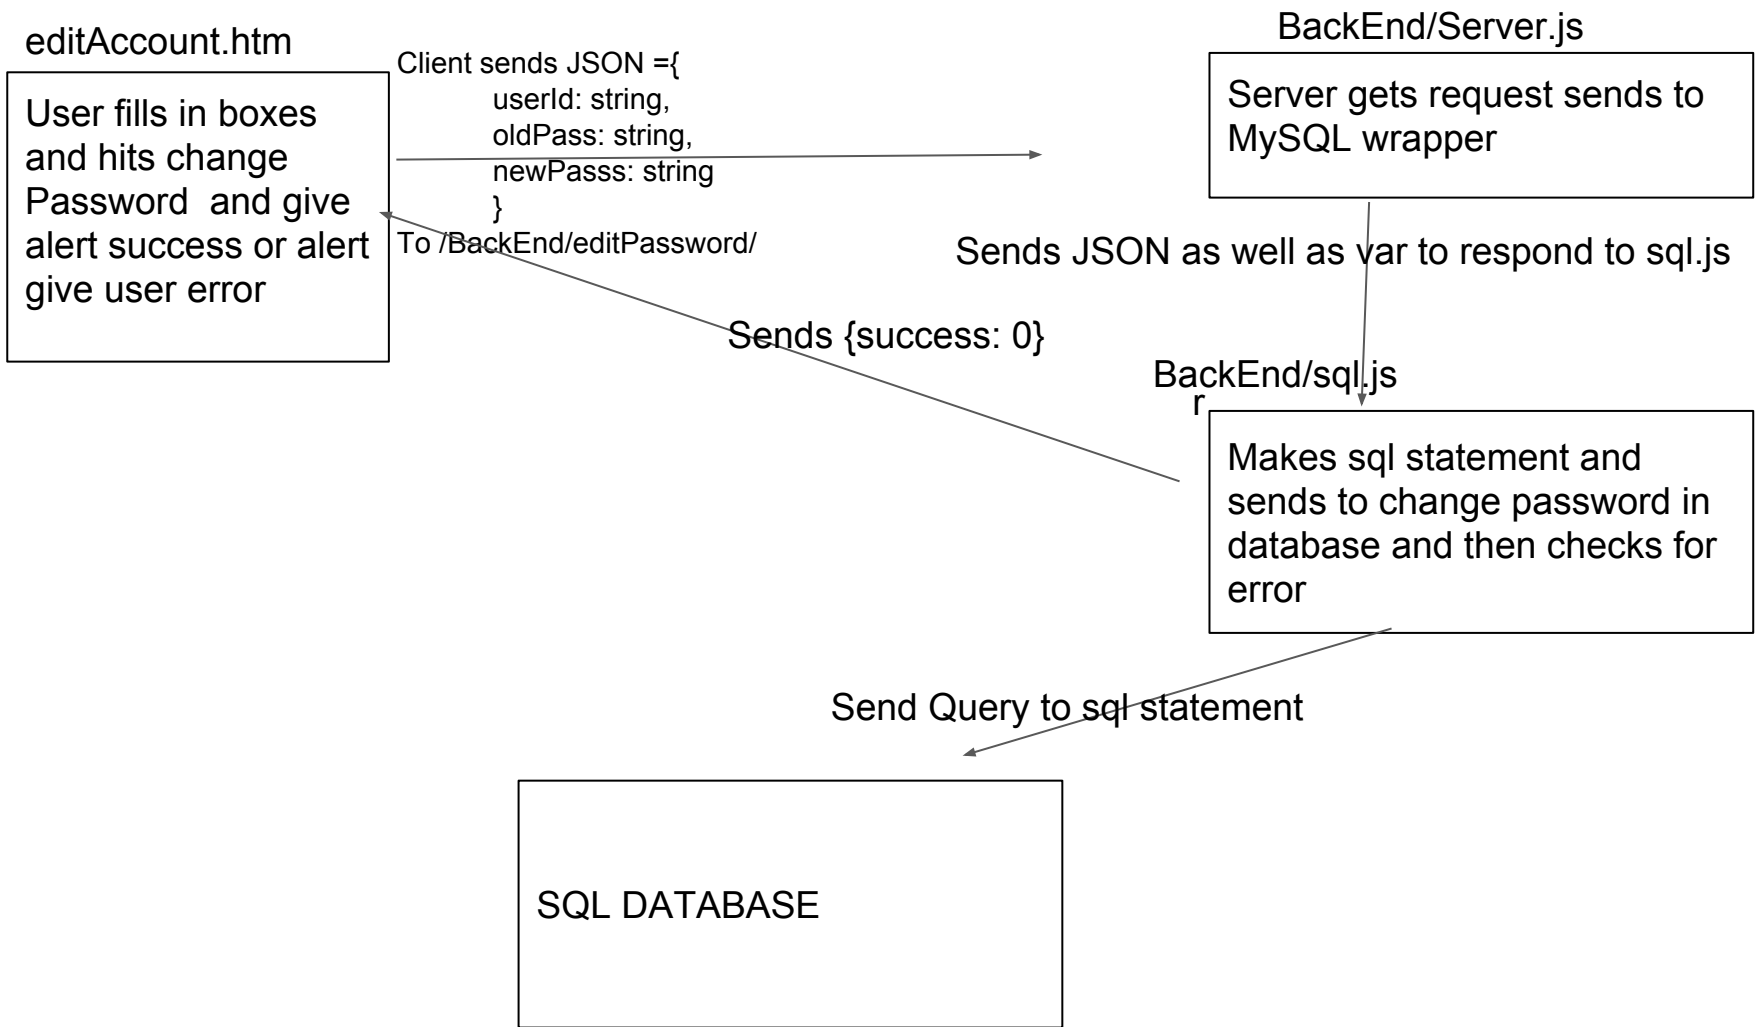 editAccount.htm
User fills in boxes
and hits change
Password  and give
alert success or alert
give user error
Client sends JSON ={
userId: string,
oldPass: string,
newPasss: string
}
To /BackEnd/editPassword/
BackEnd/Server.js
Server gets request sends to
MySQL wrapper
Sends JSON as well as var to respond to sql.js
Sends {success: 0}
BackEnd/sql.js
r
Makes sql statement and
sends to change password in
database and then checks for
error
Send Query to sql statement
SQL DATABASE